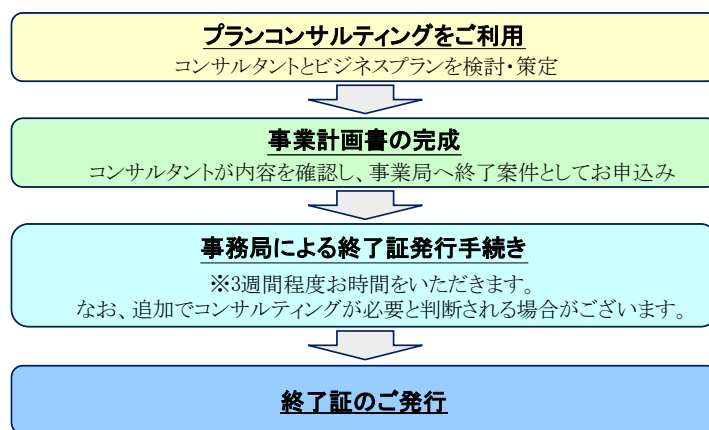 プランコンサルティングをご利用
コンサルタントとビジネスプランを検討・策定
事業計画書の完成
コンサルタントが内容を確認し、事業局へ終了案件としてお申込み
事務局による終了証発行手続き
※3週間程度お時間をいただきます。
なお、追加でコンサルティングが必要と判断される場合がございます。
終了証のご発行